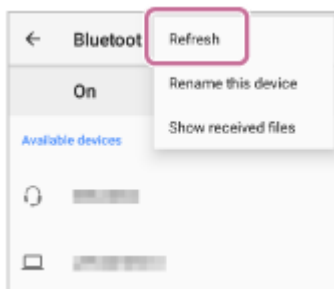 Bluetoot
Refresh
On
Rename this device
Show received files
Available devices